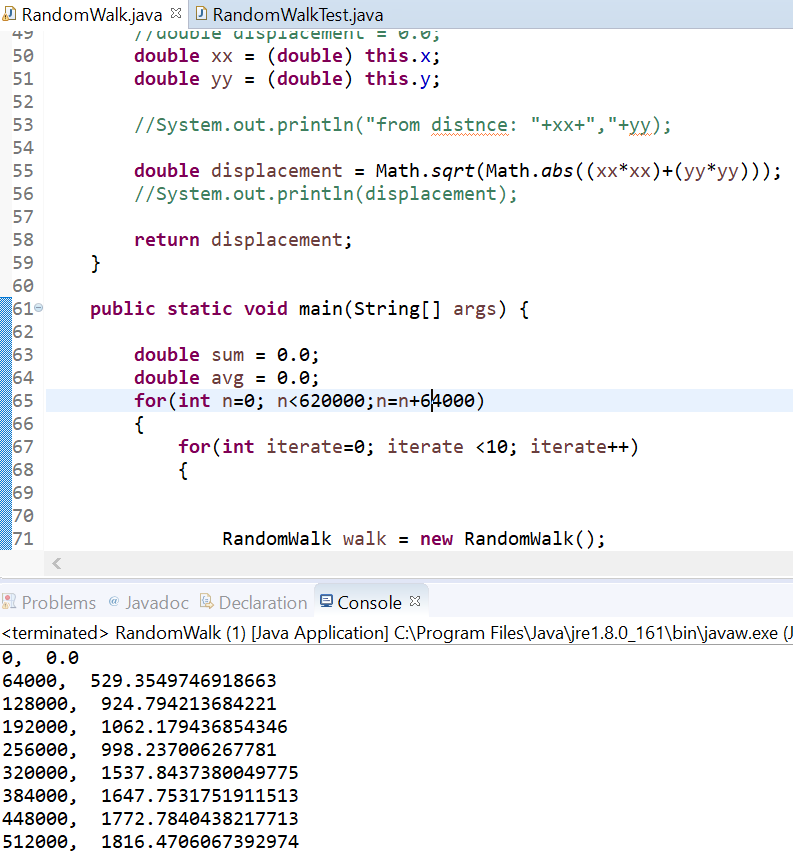 RandomWalk.java RandomWalkTest.java
49 //double displacement = 0.0;
50 double xx = (double) this.x;
51 double yy = (double) this.y;
52
53 //System.out.println("from distnce: "+xx+","+yy);
54
55 double displacement = Math.sqrt(Math.abs((xx*xx)+(yy*yy)));
56 //System.out.println(displacement);
57
58 return displacement;
59 }
60
61 public static void main(String[] args) {
62
63 double sum = 0.0;
64 double avg = 0.0;
65 for(int n=0; n<620000;n=n+64000)
66 {
67 for(int iterate=0; iterate <10; iterate++)
68 {
69
70
71 RandomWalk walk = new RandomWalk();
Problems @ Javadoc Declaration Console
<terminated> RandomWalk (1) [Java Application] C:\Program Files\Java\jre1.8.0_161\bin\javaw.exe (J
0, 0.0
64000, 529.3549746918663
128000, 924.794213684221
192000, 1062.179436854346
256000, 998.237006267781
320000, 1537.8437380049775
384000, 1647.7531751911513
448000, 1772.7840438217713
512000, 1816.4706067392974